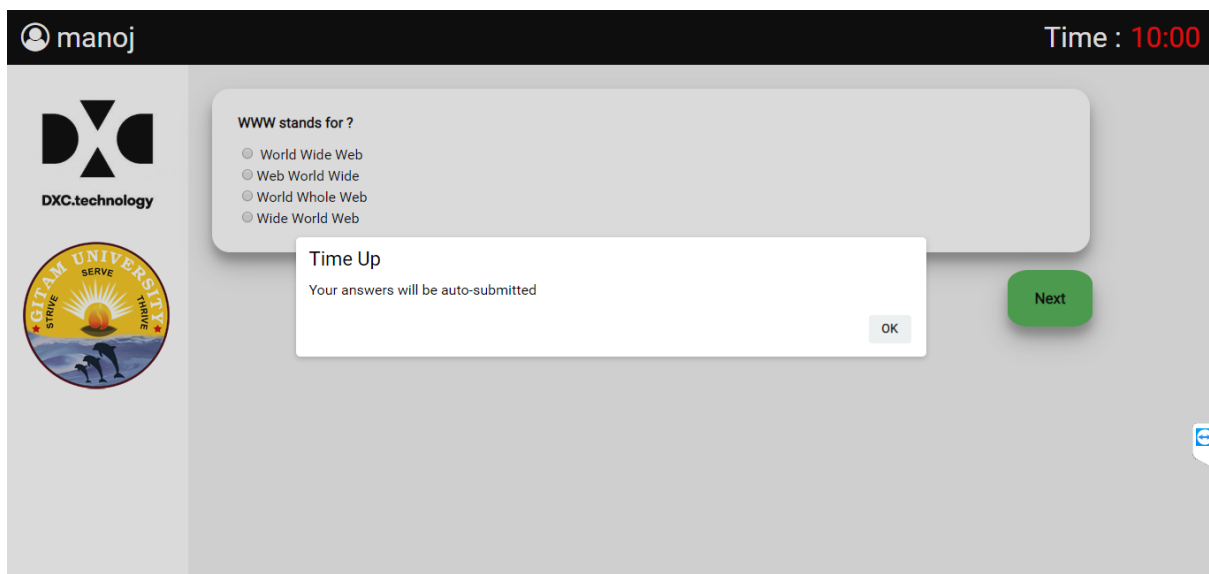 manoj
Time : 10:00
DXC.technology
GITAM UNIVERSITY
SERVE
STRIVE
THRIVE
WWW stands for ?
World Wide Web
Web World Wide
World Whole Web
Wide World Web
Time Up
Your answers will be auto-submitted
OK
Next